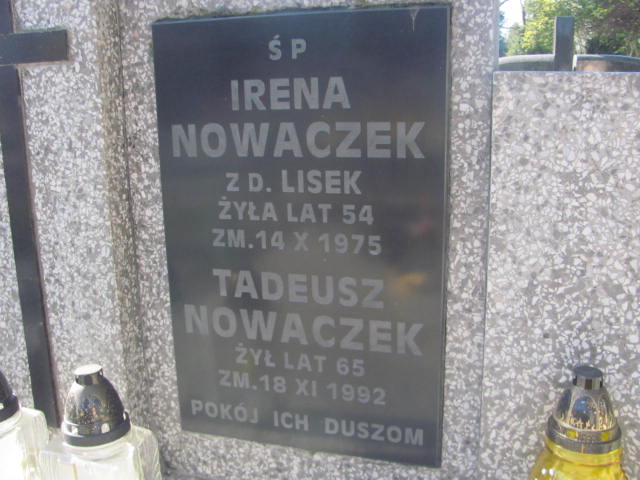 ŚP
IRENA
NOWACZEK
Z D. LISEK
ŻYŁA LAT 54
ZM.14 X 1975
TADEUSZ
NOWACZEK
ŻYŁ LAT 65
ZM.18 XI 1992
POKÓJ ICH DUSZOM